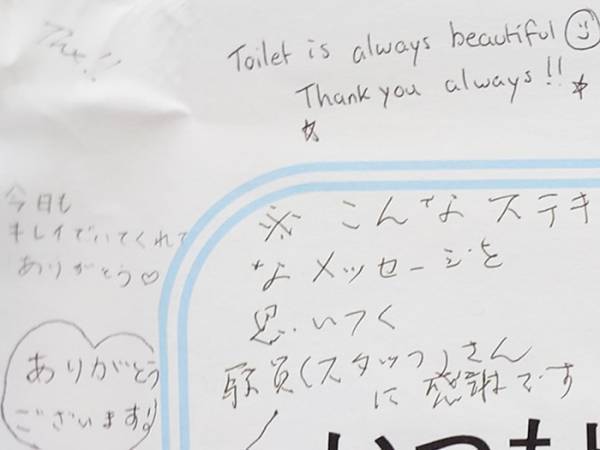 Thx!!
Toilet is always beautiful
Thank you always!!
今日も
キレイでいてくれて
ありがとう♡
※ こんなステキ
なメッセージを
思いつく
駅員(スタッフ)さん
に感謝です
ありがとう
ございます!!
いつも